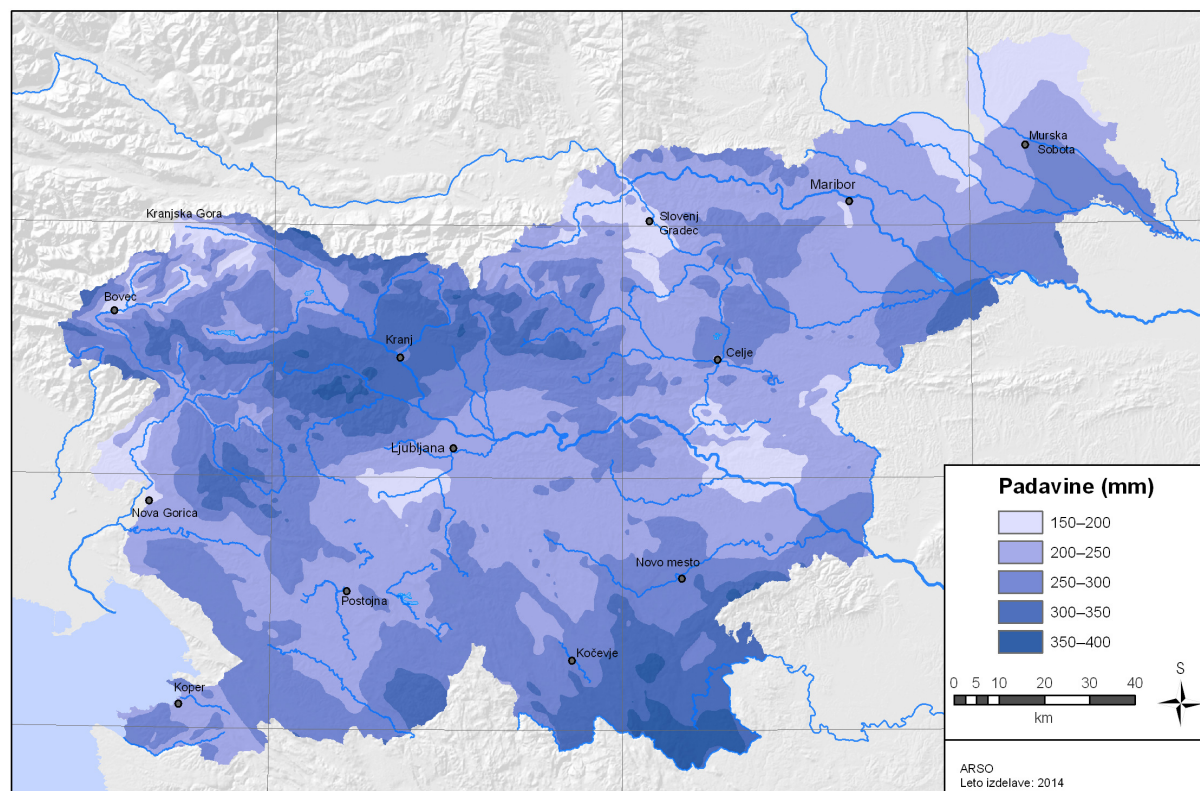 Murska
Sobota
Maribor
Kranjska Gora
Slovenj
Gradec
Bovec
Kranj
Celje
Ljubljana
Nova Gorica
Novo mesto
Postojna
Kočevje
Koper
Padavine (mm)
150–200
200–250
250–300
300–350
350–400
0 5 10 20 30 40
km
S
ARSO
Leto izdelave: 2014